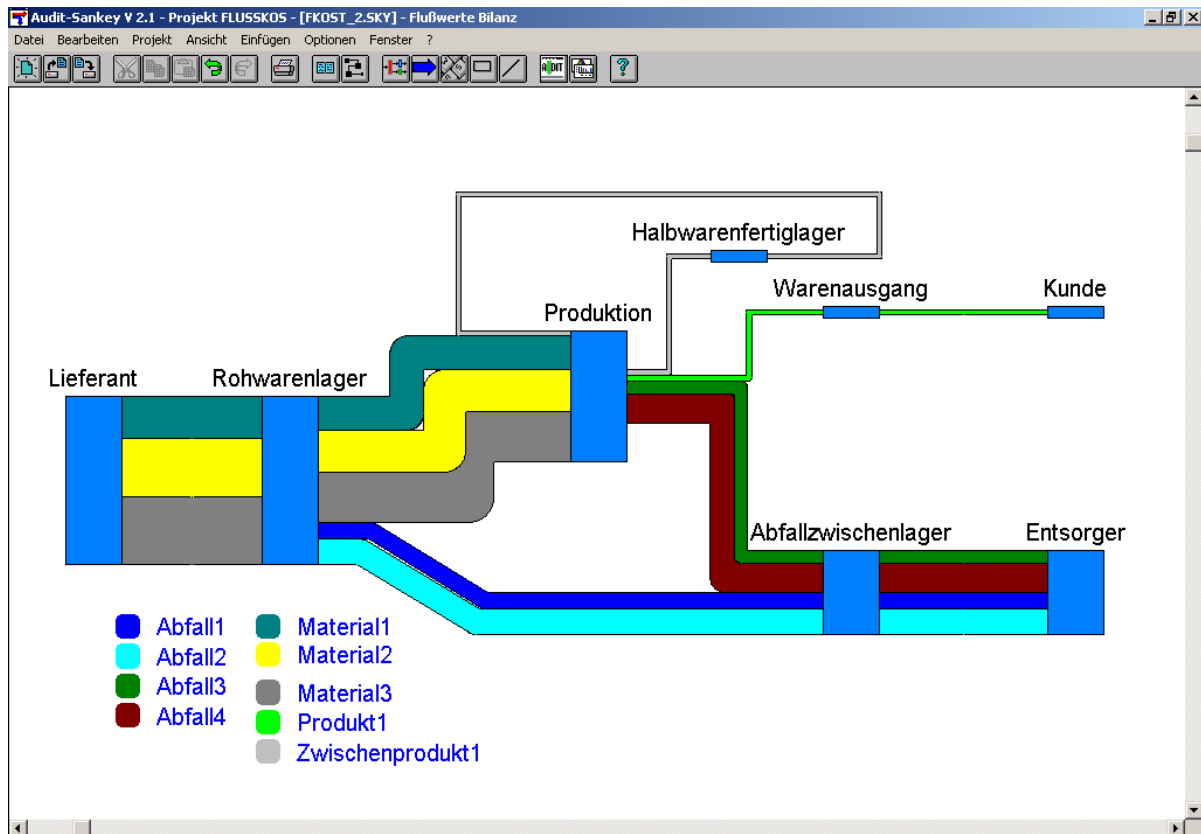 Audit-Sankey V 2.1 - Projekt FLUSSKOS - [FKOST_2.SKY] - Flußwerte Bilanz
Datei Bearbeiten Projekt Ansicht Einfügen Optionen Fenster ?
AUDIT ?
Halbwarenfertiglager
Warenausgang Kunde
Produktion
Lieferant Rohwarenlager
Abfallzwischenlager Entsorger
Abfall1 Material1
Abfall2 Material2
Abfall3 Material3
Abfall4 Produkt1
Zwischenprodukt1